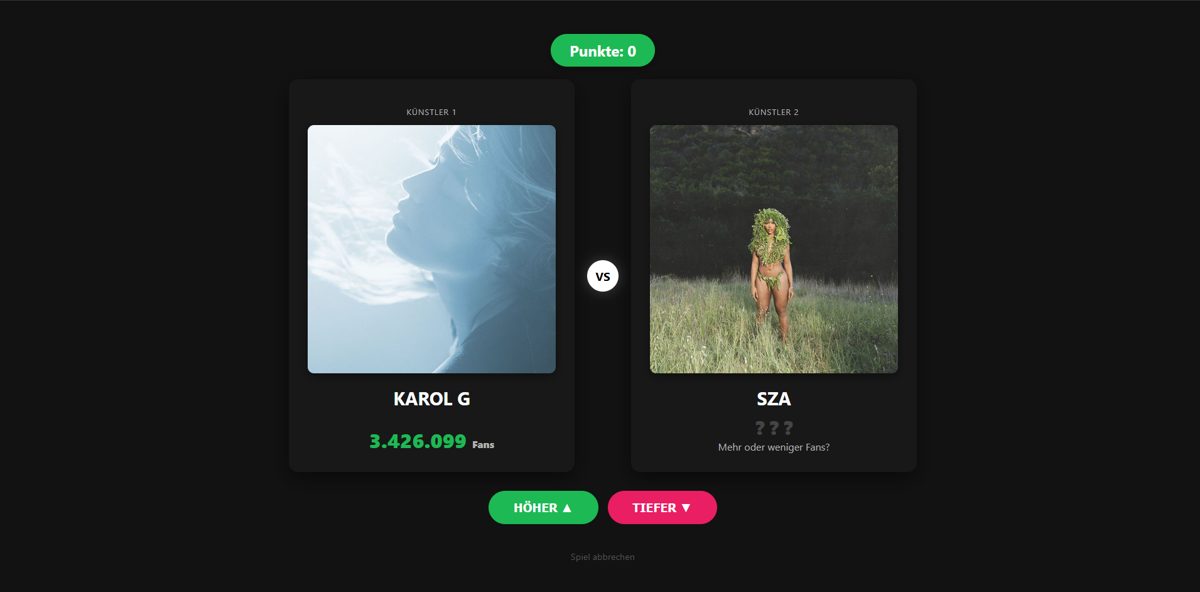 Punkte: 0
KÜNSTLER 1
KAROL G
3.426.099 Fans
VS
KÜNSTLER 2
SZA
? ? ?
Mehr oder weniger Fans?
HÖHER ▲
TIEFER ▼
Spiel abbrechen